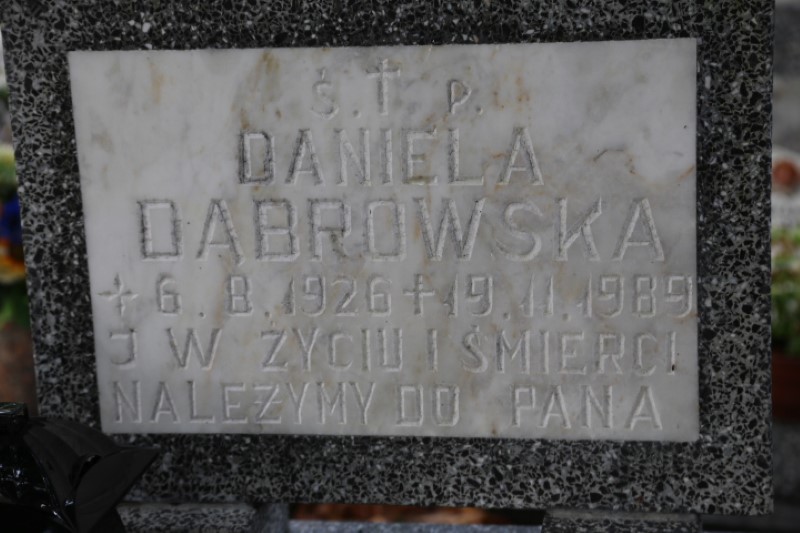 Ś. † P.
DANIELA
DĄBROWSKA
6.8.1926 † 19.11.1989
I W ŻYCIU I ŚMIERCI
NALEŻYMY DO PANA